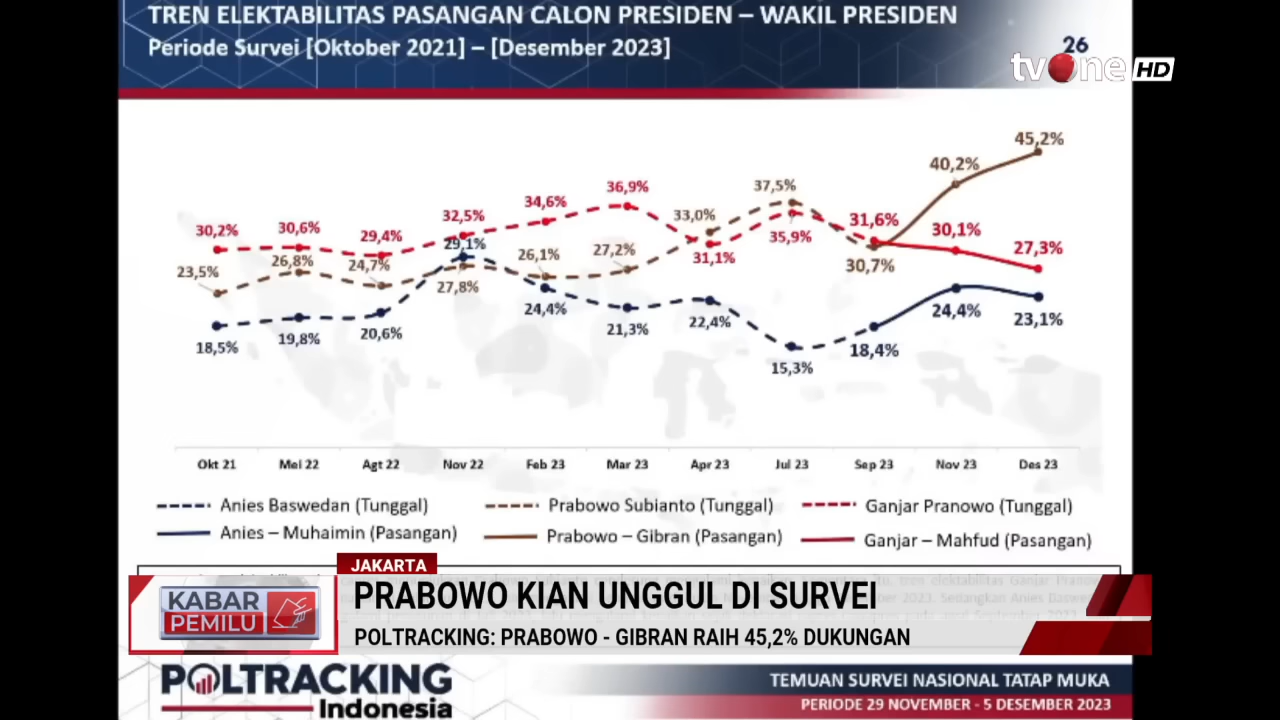 TREN ELEKTABILITAS PASANGAN CALON PRESIDEN – WAKIL PRESIDEN
Periode Survei [Oktober 2021] – [Desember 2023]
26
tvOne HD
45,2%
40,2%
36,9%
37,5%
34,6%
33,0%
32,5%
31,6%
30,2%
30,6%
29,4%
29,1%
35,9%
30,1%
31,1%
27,3%
23,5%
26,8%
24,7%
27,8%
26,1%
27,2%
30,7%
18,5%
19,8%
20,6%
24,4%
21,3%
22,4%
15,3%
18,4%
24,4%
23,1%
Okt 21 Mei 22 Agt 22 Nov 22 Feb 23 Mar 23 Apr 23 Jul 23 Sep 23 Nov 23 Des 23
Anies Baswedan (Tunggal) Prabowo Subianto (Tunggal) Ganjar Pranowo (Tunggal)
Anies – Muhaimin (Pasangan) Prabowo – Gibran (Pasangan) Ganjar – Mahfud (Pasangan)
JAKARTA
KABAR
PEMILU
PRABOWO KIAN UNGGUL DI SURVEI
POLTRACKING: PRABOWO - GIBRAN RAIH 45,2% DUKUNGAN
POLTRACKING
Indonesia
TEMUAN SURVEI NASIONAL TATAP MUKA
PERIODE 29 NOVEMBER - 5 DESEMBER 2023